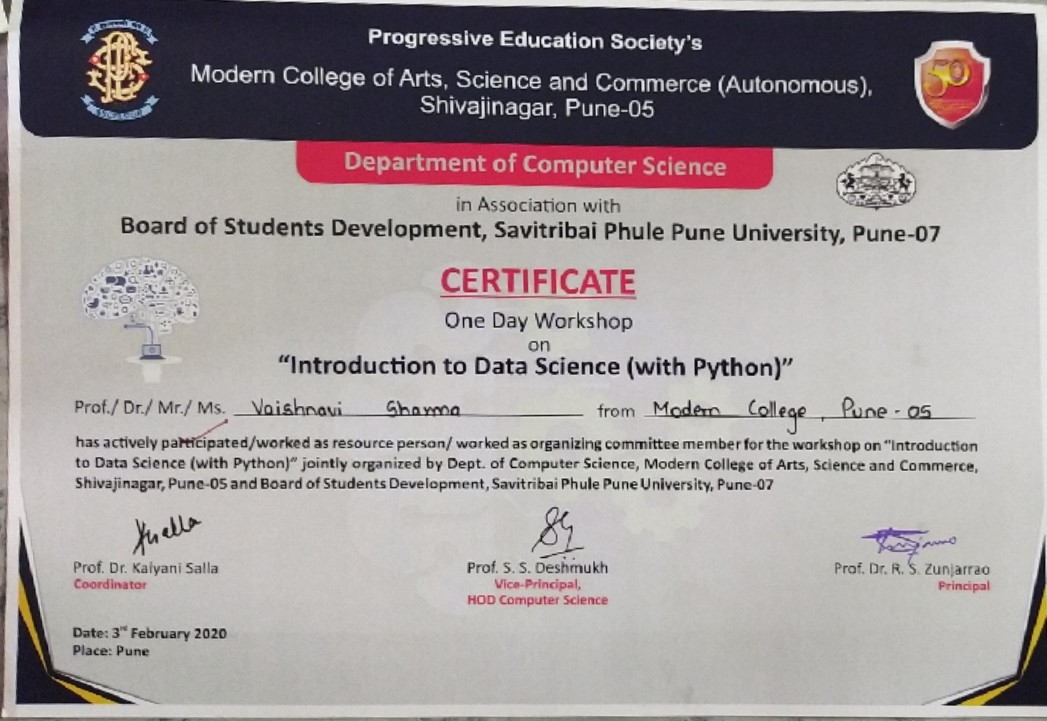 Progressive Education Society's
Modern College of Arts, Science and Commerce (Autonomous),
Shivajinagar, Pune-05
50
Department of Computer Science
in Association with
Board of Students Development, Savitribai Phule Pune University, Pune-07
CERTIFICATE
One Day Workshop
on
“Introduction to Data Science (with Python)”
Prof./ Dr./ Mr./ Ms. Vaishnavi Sharma from Modern College, Pune - 05
has actively participated/worked as resource person/ worked as organizing committee member for the workshop on “Introduction
to Data Science (with Python)” jointly organized by Dept. of Computer Science, Modern College of Arts, Science and Commerce,
Shivajinagar, Pune-05 and Board of Students Development, Savitribai Phule Pune University, Pune-07
Prof. Dr. Kalyani Salla
Coordinator
Prof. S. S. Deshmukh
Vice-Principal,
HOD Computer Science
Prof. Dr. R. S. Zunjarrao
Principal
Date: 3rd February 2020
Place: Pune